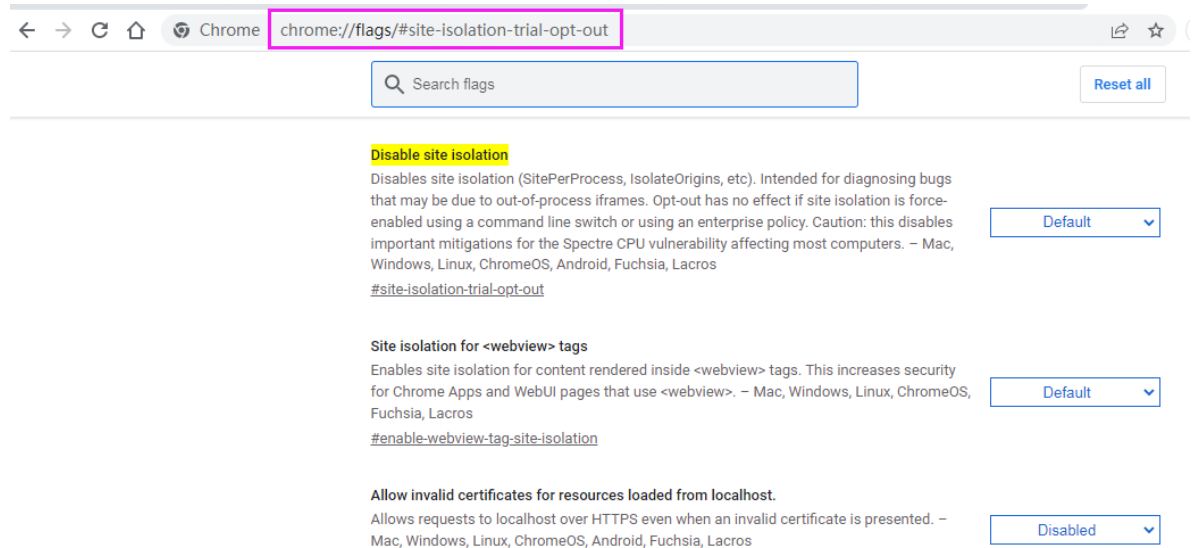 Chrome chrome://flags/#site-isolation-trial-opt-out
Search flags
Reset all
Disable site isolation
Disables site isolation (SitePerProcess, IsolateOrigins, etc). Intended for diagnosing bugs
that may be due to out-of-process iframes. Opt-out has no effect if site isolation is force-
enabled using a command line switch or using an enterprise policy. Caution: this disables
important mitigations for the Spectre CPU vulnerability affecting most computers. – Mac,
Windows, Linux, ChromeOS, Android, Fuchsia, Lacros
#site-isolation-trial-opt-out
Default
Site isolation for <webview> tags
Enables site isolation for content rendered inside <webview> tags. This increases security
for Chrome Apps and WebUI pages that use <webview>. – Mac, Windows, Linux, ChromeOS,
Fuchsia, Lacros
#enable-webview-tag-site-isolation
Default
Allow invalid certificates for resources loaded from localhost.
Allows requests to localhost over HTTPS even when an invalid certificate is presented. –
Mac, Windows, Linux, ChromeOS, Android, Fuchsia, Lacros
Disabled